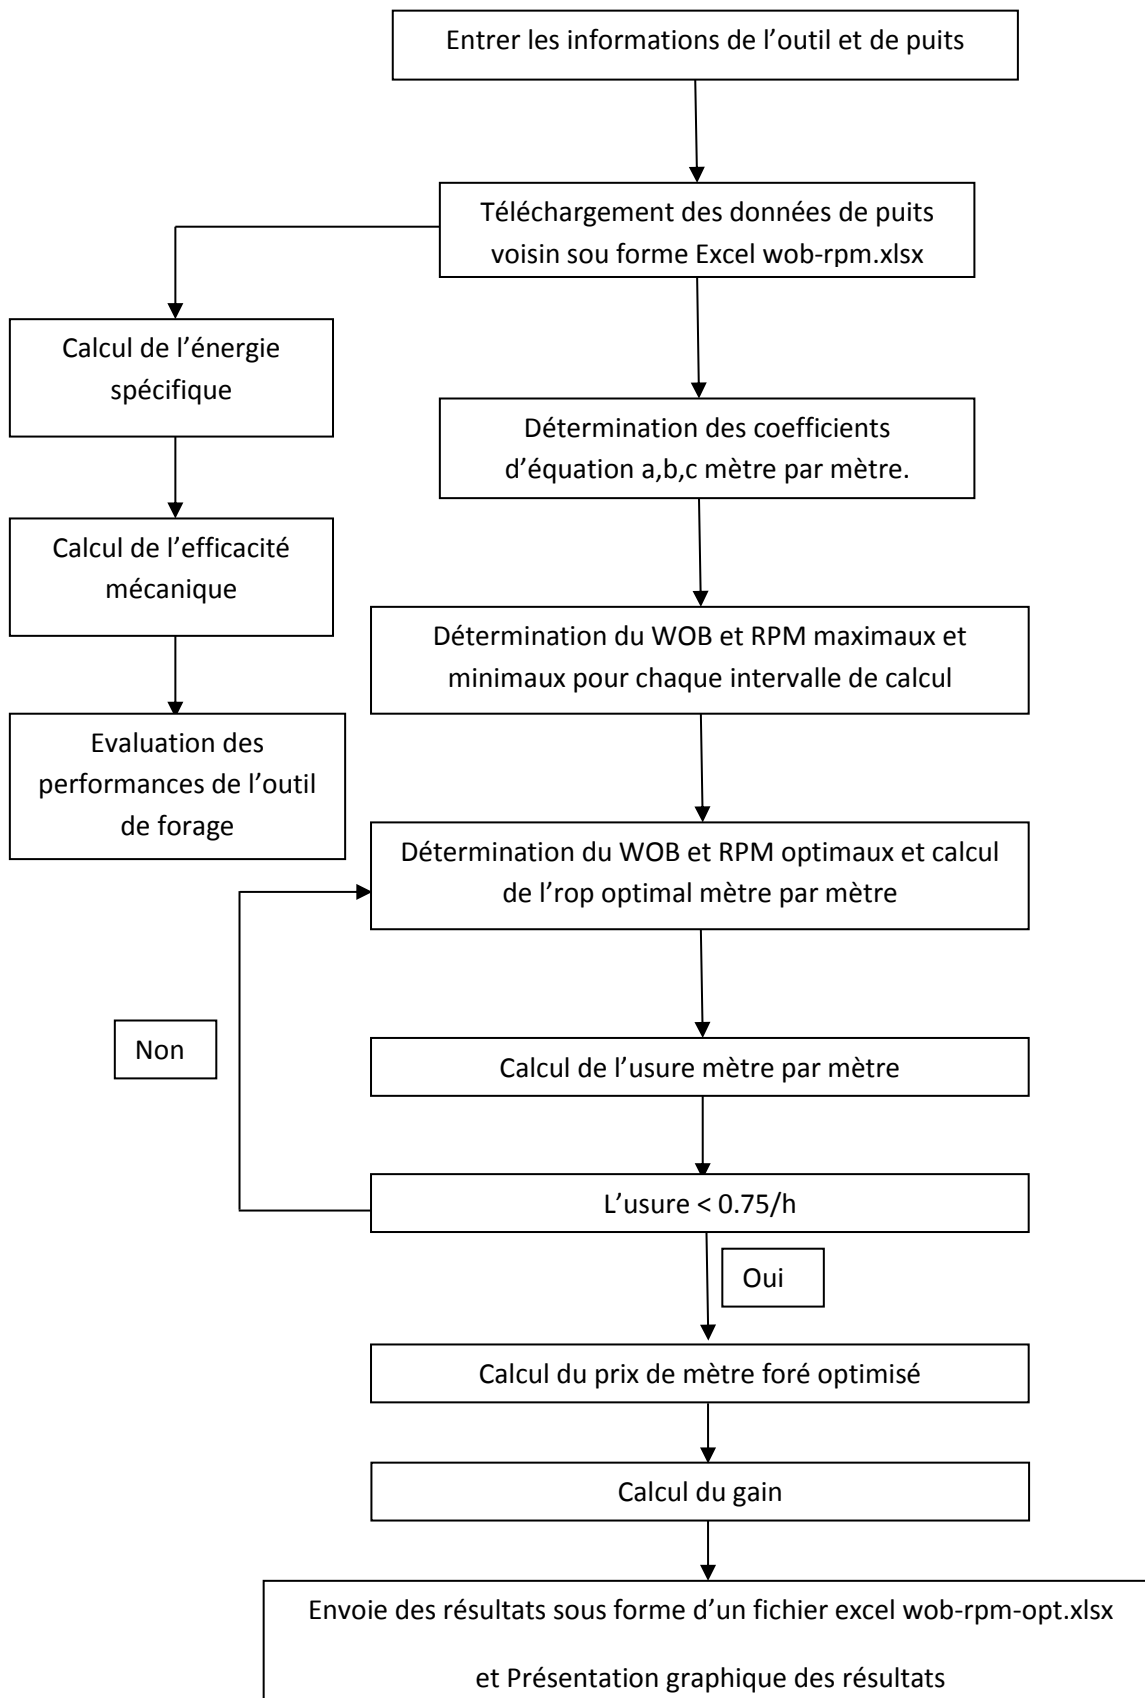 Entrer les informations de l’outil et de puits
Téléchargement des données de puits
voisin sou forme Excel wob-rpm.xlsx
Calcul de l’énergie
spécifique
Détermination des coefficients
d’équation a,b,c mètre par mètre.
Calcul de l’efficacité
mécanique
Détermination du WOB et RPM maximaux et
minimaux pour chaque intervalle de calcul
Evaluation des
performances de l’outil
de forage
Détermination du WOB et RPM optimaux et calcul
de l’rop optimal mètre par mètre
Non
Calcul de l’usure mètre par mètre
L’usure < 0.75/h
Oui
Calcul du prix de mètre foré optimisé
Calcul du gain
Envoie des résultats sous forme d’un fichier excel wob-rpm-opt.xlsx
et Présentation graphique des résultats